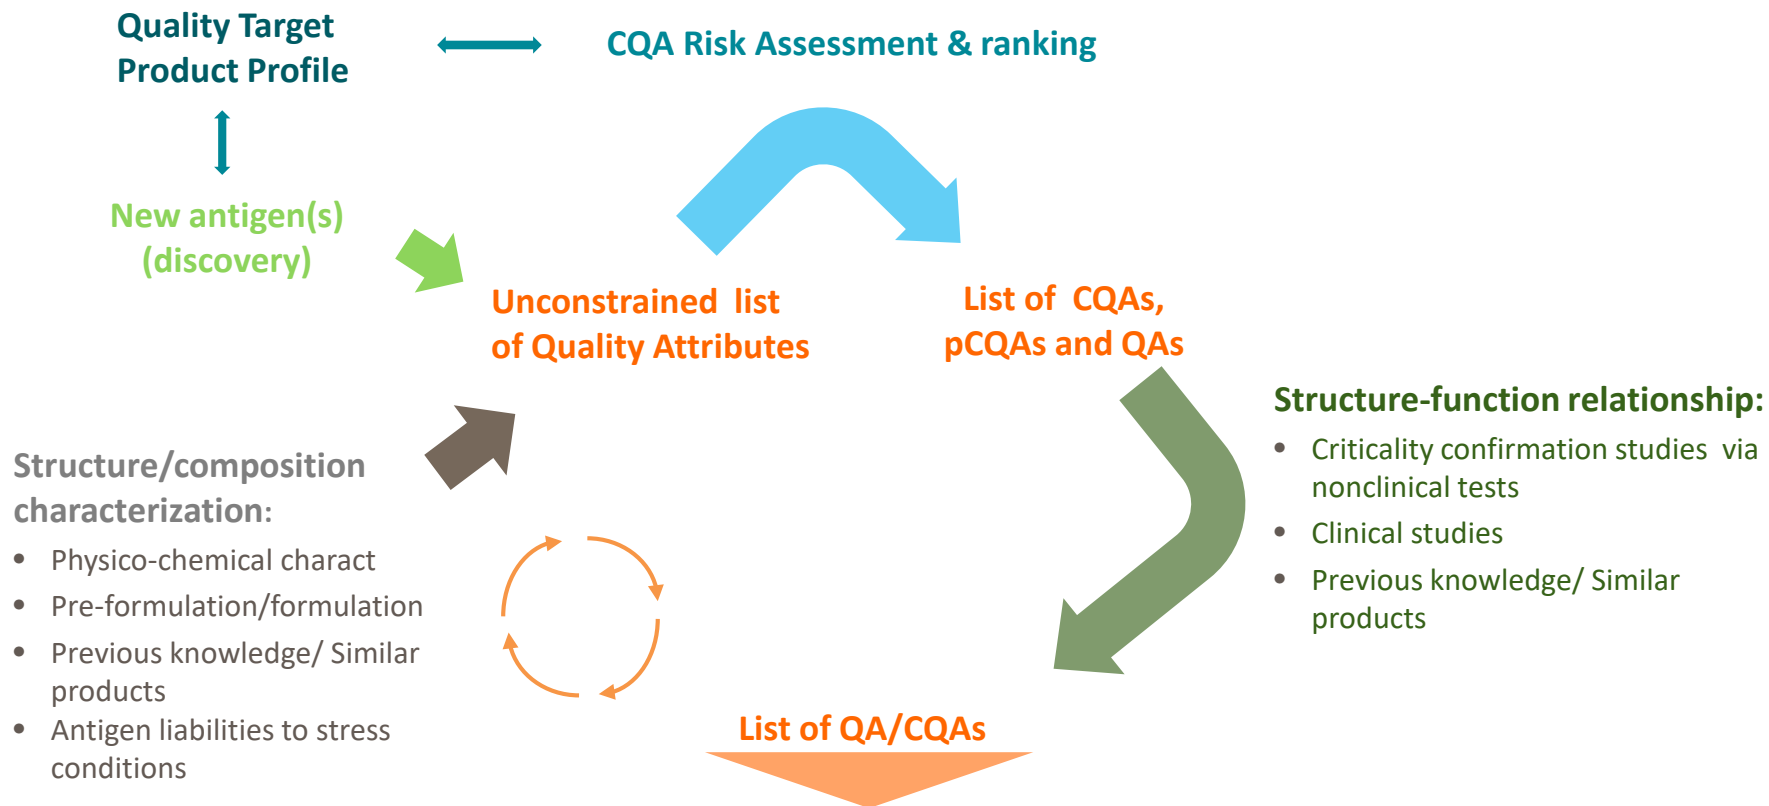 Quality Target
Product Profile
CQA Risk Assessment & ranking
New antigen(s)
(discovery)
Unconstrained list
of Quality Attributes
List of CQAs,
pCQAs and QAs
Structure/composition
characterization:
• Physico-chemical charact
• Pre-formulation/formulation
• Previous knowledge/ Similar
products
• Antigen liabilities to stress
conditions
Structure-function relationship:
• Criticality confirmation studies via
nonclinical tests
• Clinical studies
• Previous knowledge/ Similar
products
List of QA/CQAs